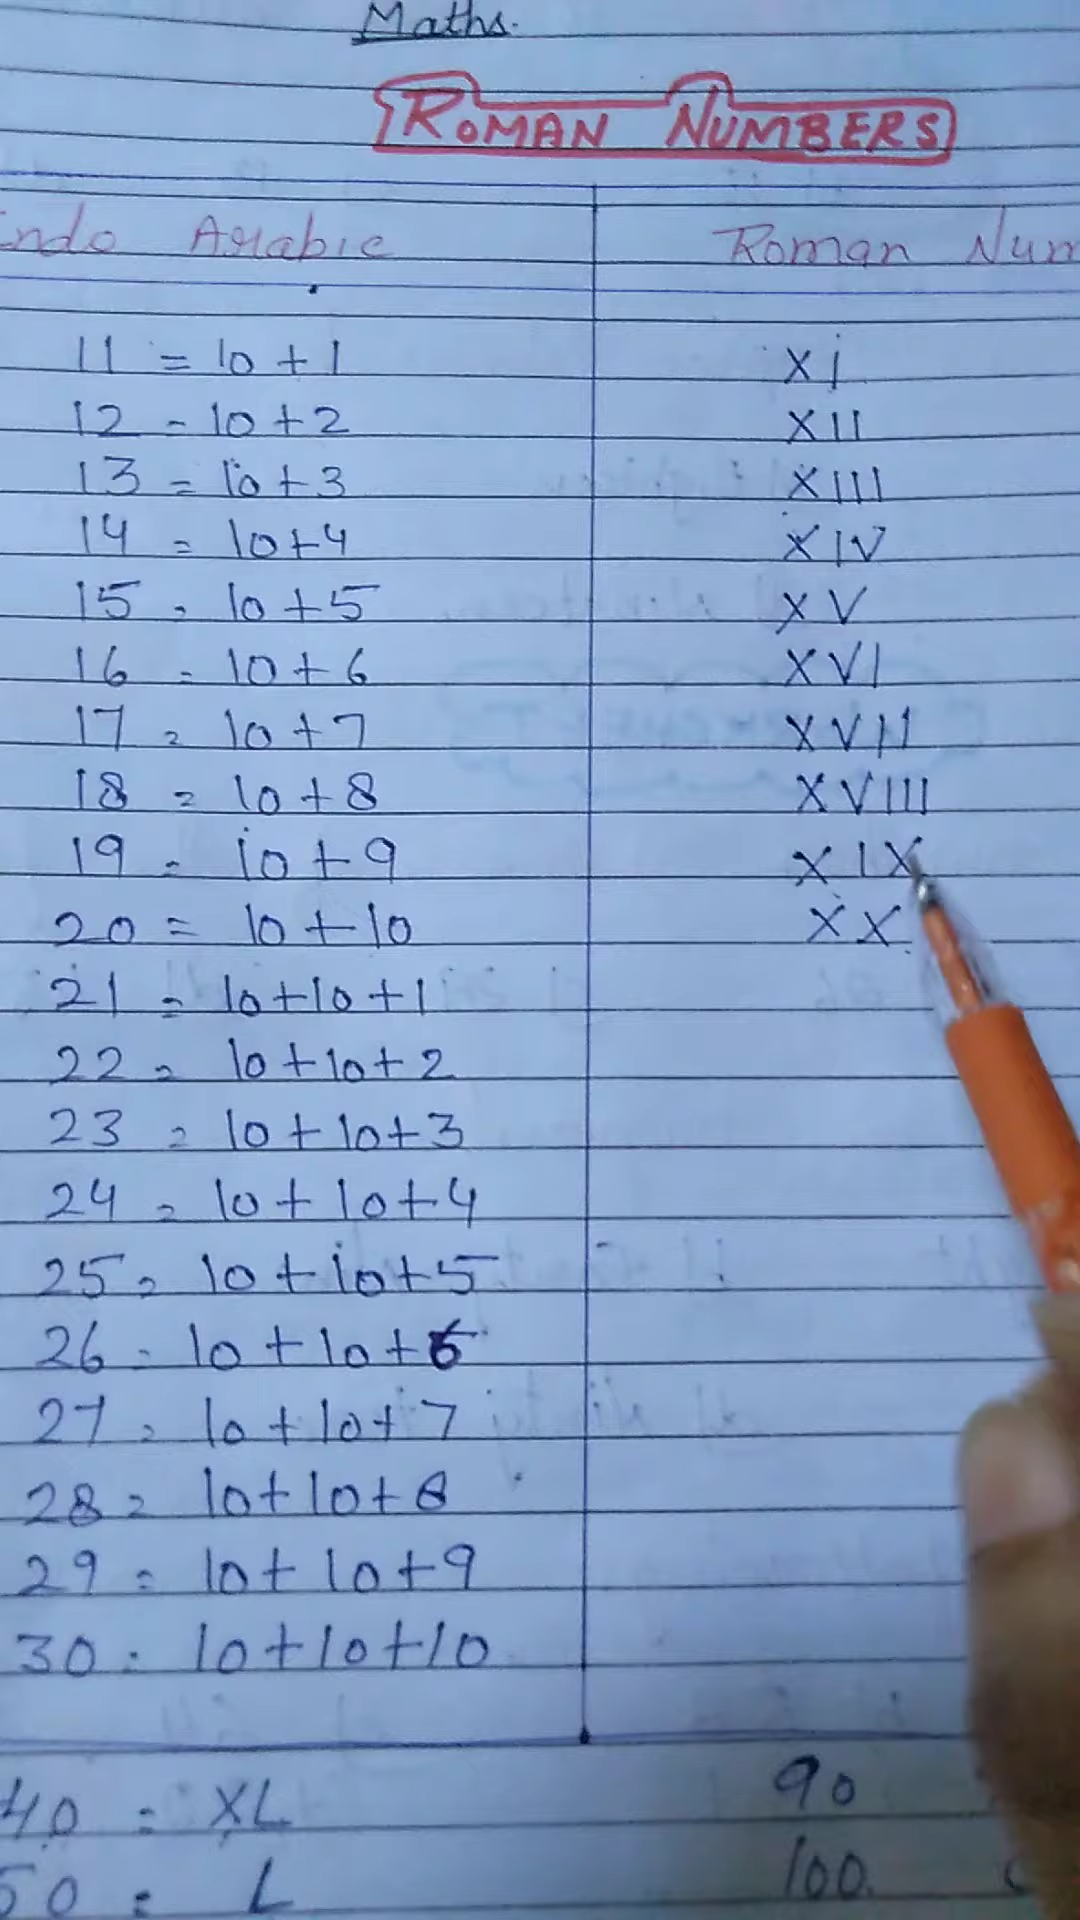 Maths.
ROMAN NUMBERS
Indo Arabic Roman Num
11 = 10 + 1 Xi
12 = 10 + 2 XII
13 = 10 + 3 XIII
14 = 10+4 XIV
15 = 10 + 5 XV
16 = 10 + 6 XVI
17 = 10 + 7 XVII
18 = 10 + 8 XVIII
19 = 10 + 9 XIX
20 = 10 + 10 XX
21 = 10+10+1
22 = 10+10+2
23 = 10+10+3
24 = 10+10+4
25 = 10+10+5
26 = 10+10+6
27 = 10+10+7
28 = 10+10+8
29 = 10+10+9
30 = 10+10+10
40 = XL 90
50 = L 100.